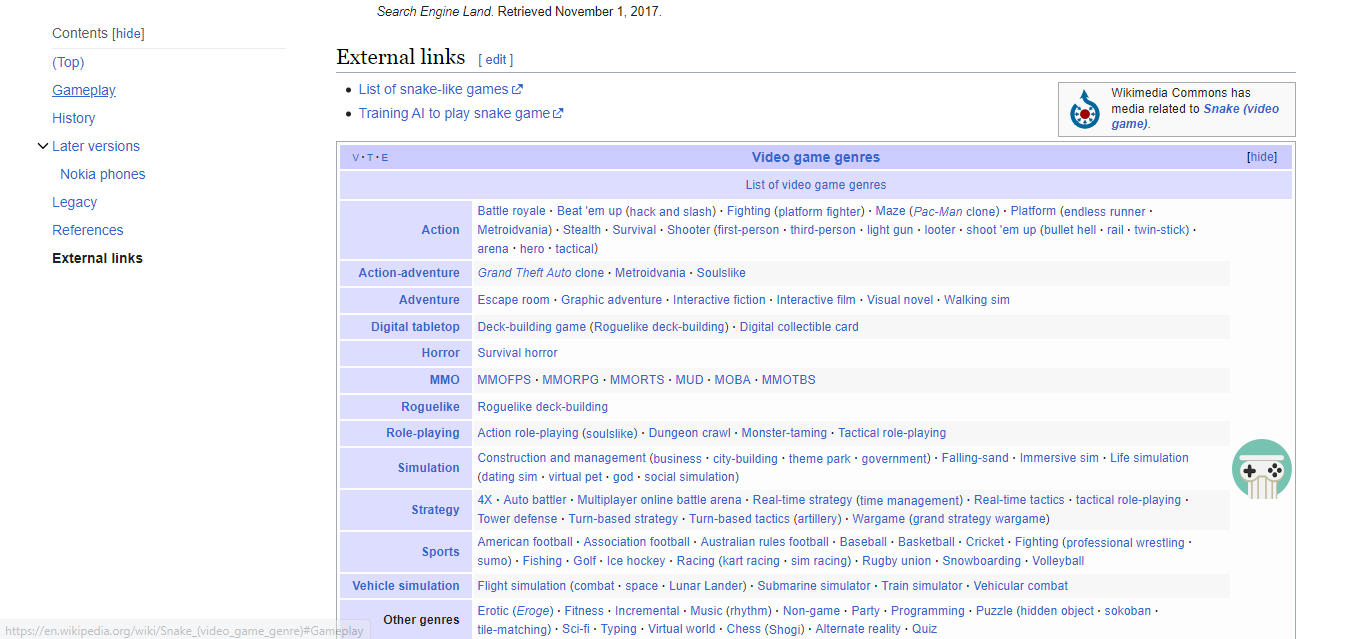 Search Engine Land. Retrieved November 1, 2017.
Contents [hide]
(Top)
Gameplay
History
Later versions
Nokia phones
Legacy
References
External links
External links [ edit ]
List of snake-like games
Training AI to play snake game
Wikimedia Commons has
media related to Snake (video
game).
V · T · E Video game genres [hide]
List of video game genres
Action
Battle royale · Beat 'em up (hack and slash) · Fighting (platform fighter) · Maze (Pac-Man clone) · Platform (endless runner ·
Metroidvania) · Stealth · Survival · Shooter (first-person · third-person · light gun · looter · shoot 'em up (bullet hell · rail · twin-stick) ·
arena · hero · tactical)
Action-adventure Grand Theft Auto clone · Metroidvania · Soulslike
Adventure Escape room · Graphic adventure · Interactive fiction · Interactive film · Visual novel · Walking sim
Digital tabletop Deck-building game (Roguelike deck-building) · Digital collectible card
Horror Survival horror
MMO MMOFPS · MMORPG · MMORTS · MUD · MOBA · MMOTBS
Roguelike Roguelike deck-building
Role-playing Action role-playing (soulslike) · Dungeon crawl · Monster-taming · Tactical role-playing
Simulation
Construction and management (business · city-building · theme park · government) · Falling-sand · Immersive sim · Life simulation
(dating sim · virtual pet · god · social simulation)
Strategy
4X · Auto battler · Multiplayer online battle arena · Real-time strategy (time management) · Real-time tactics · tactical role-playing ·
Tower defense · Turn-based strategy · Turn-based tactics (artillery) · Wargame (grand strategy wargame)
Sports
American football · Association football · Australian rules football · Baseball · Basketball · Cricket · Fighting (professional wrestling ·
sumo) · Fishing · Golf · Ice hockey · Racing (kart racing · sim racing) · Rugby union · Snowboarding · Volleyball
Vehicle simulation Flight simulation (combat · space · Lunar Lander) · Submarine simulator · Train simulator · Vehicular combat
Other genres
Erotic (Eroge) · Fitness · Incremental · Music (rhythm) · Non-game · Party · Programming · Puzzle (hidden object · sokoban ·
tile-matching) · Sci-fi · Typing · Virtual world · Chess (Shogi) · Alternate reality · Quiz
https://en.wikipedia.org/wiki/Snake_(video_game_genre)#Gameplay